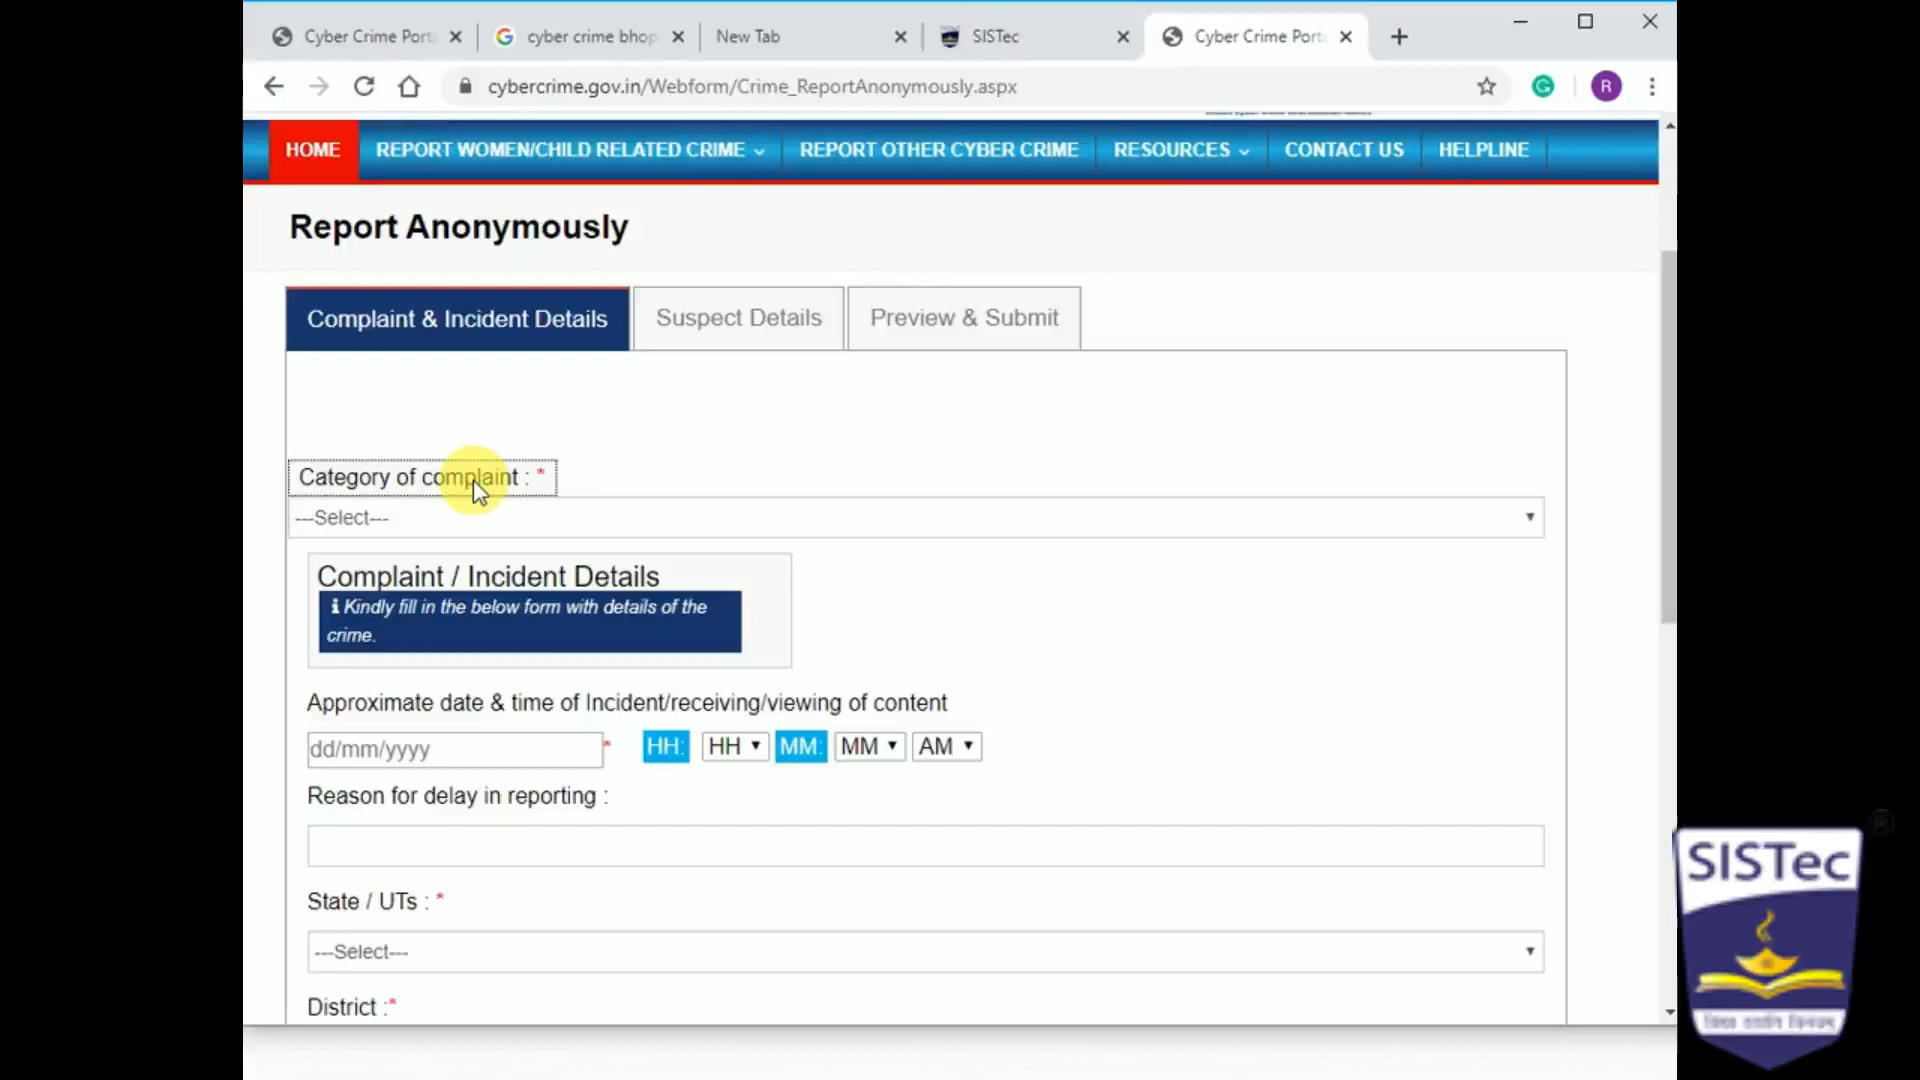 Cyber Crime Port
cyber crime bhop
New Tab
SISTec
Cyber Crime Port
cybercrime.gov.in/Webform/Crime_ReportAnonymously.aspx
R
HOME
REPORT WOMEN/CHILD RELATED CRIME
REPORT OTHER CYBER CRIME
RESOURCES
CONTACT US
HELPLINE
Report Anonymously
Complaint & Incident Details
Suspect Details
Preview & Submit
Category of complaint : *
---Select---
Complaint / Incident Details
Kindly fill in the below form with details of the
crime.
Approximate date & time of Incident/receiving/viewing of content
dd/mm/yyyy * HH: HH MM: MM AM
Reason for delay in reporting :
State / UTs : *
---Select---
District :*
SISTec